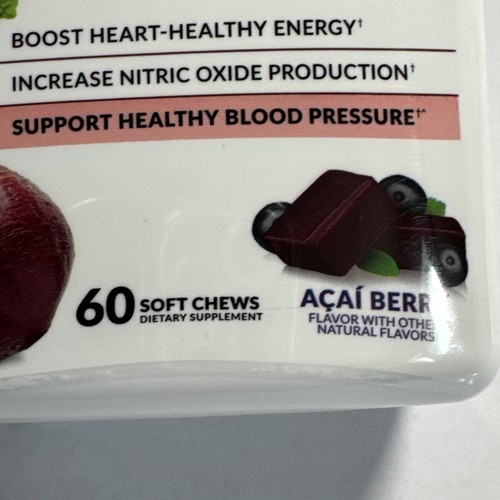 BOOST HEART-HEALTHY ENERGY†
INCREASE NITRIC OXIDE PRODUCTION†
SUPPORT HEALTHY BLOOD PRESSURE†^
60 SOFT CHEWS
DIETARY SUPPLEMENT
AÇAÍ BERR
FLAVOR WITH OTHE
NATURAL FLAVORS